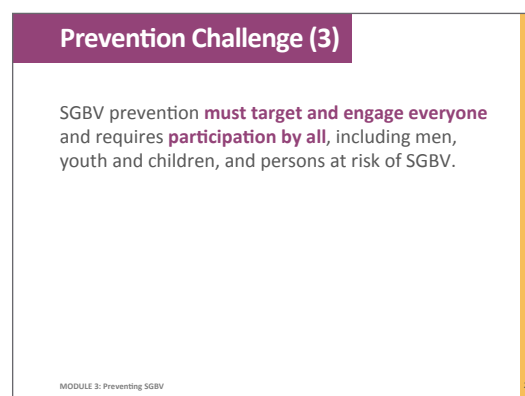 Prevention Challenge (3)
SGBV prevention must target and engage everyone
and requires participation by all, including men,
youth and children, and persons at risk of SGBV.
MODULE 3: Preventing SGBV